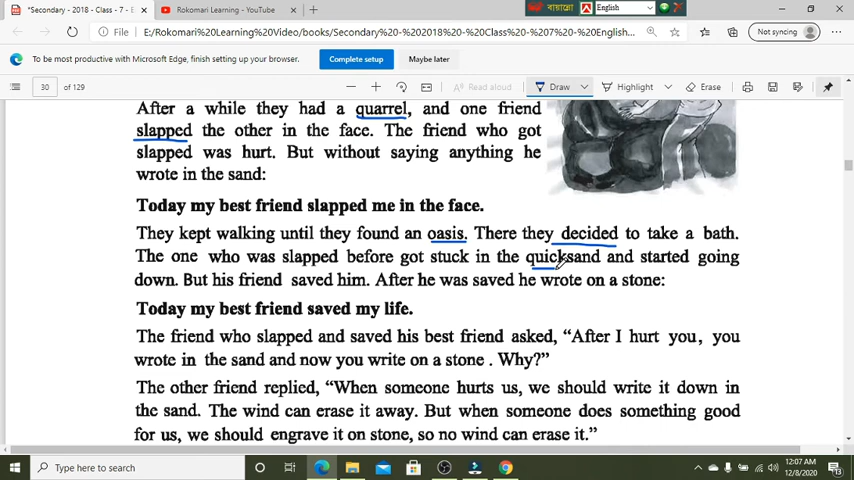 *Secondary - 2018 - Class - 7 - E
Rokomari Learning - YouTube
English
File
E:/Rokomari%20Learning%20Video/books/Secondary%20-%202018%20-%20Class%20-%207%20-%20English...
Not syncing
To be most productive with Microsoft Edge, finish setting up your browser.
Complete setup
Maybe later
30 of 129
Read aloud
Draw
Highlight
Erase
After a while they had a quarrel, and one friend
slapped the other in the face. The friend who got
slapped was hurt. But without saying anything he
wrote in the sand:
Today my best friend slapped me in the face.
They kept walking until they found an oasis. There they decided to take a bath.
The one who was slapped before got stuck in the quicksand and started going
down. But his friend saved him. After he was saved he wrote on a stone:
Today my best friend saved my life.
The friend who slapped and saved his best friend asked, “After I hurt you, you
wrote in the sand and now you write on a stone . Why?”
The other friend replied, “When someone hurts us, we should write it down in
the sand. The wind can erase it away. But when someone does something good
for us, we should engrave it on stone, so no wind can erase it.”
Type here to search
12:07 AM
12/8/2020